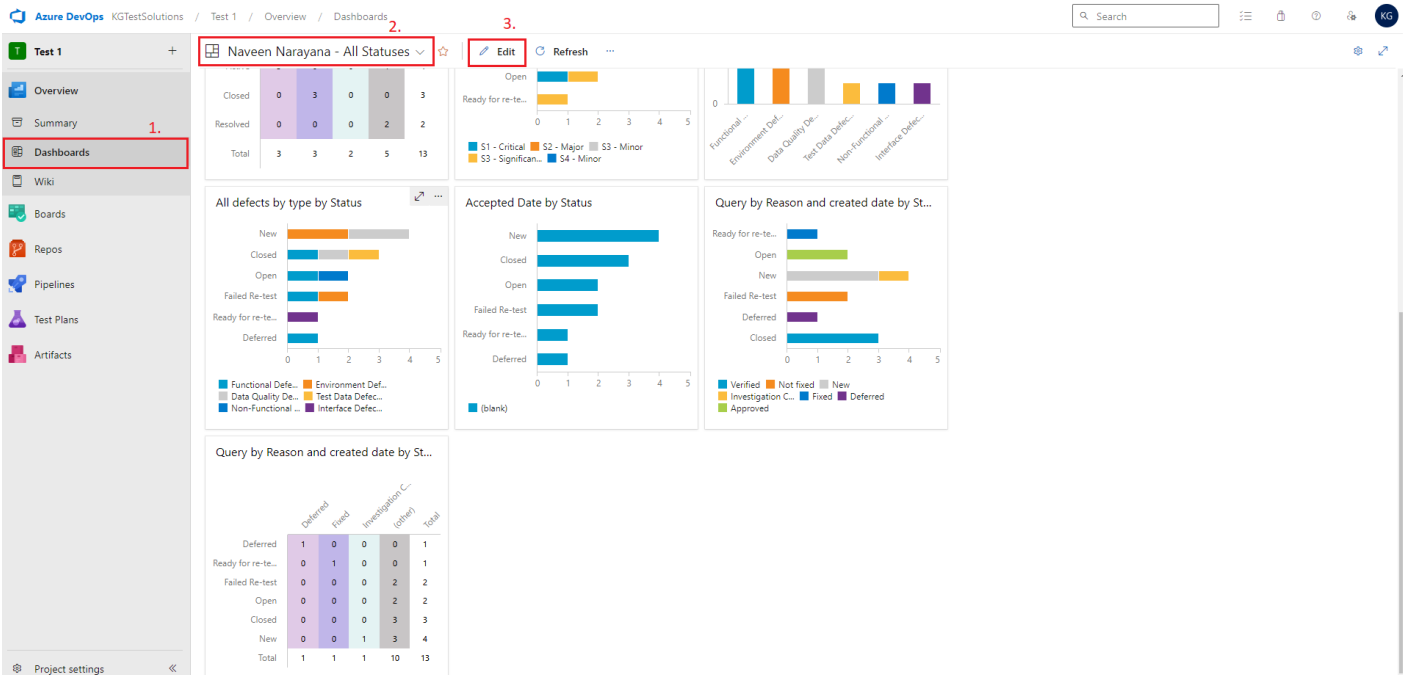 Azure DevOps KGTestSolutions / Test 1 / Overview / Dashboards
Search
KG
2.
3.
T Test 1 +
Naveen Narayana - All Statuses
Edit Refresh ...
Overview
Summary
1.
Dashboards
Wiki
Boards
Repos
Pipelines
Test Plans
Artifacts
Project settings
Closed 0 3 0 0 3
Resolved 0 0 0 2 2
Total 3 3 2 5 13
Open
Ready for re-te...
0 1 2 3 4 5
S1 - Critical S2 - Major S3 - Minor
S3 - Significan... S4 - Minor
0
Functional ...
Environment Def...
Data Quality De...
Test Data Defec...
Non-Functional ...
Interface Defec...
All defects by type by Status
...
New
Closed
Open
Failed Re-test
Ready for re-te...
Deferred
0 1 2 3 4 5
Functional Defe... Environment Def...
Data Quality De... Test Data Defec...
Non-Functional ... Interface Defec...
Accepted Date by Status
New
Closed
Open
Failed Re-test
Ready for re-te...
Deferred
0 1 2 3 4 5
(blank)
Query by Reason and created date by St...
Ready for re-te...
Open
New
Failed Re-test
Deferred
Closed
0 1 2 3 4 5
Verified Not fixed New
Investigation C... Fixed Deferred
Approved
Query by Reason and created date by St...
Deferred Fixed Investigation C... (other) Total
Deferred 1 0 0 0 1
Ready for re-te... 0 1 0 0 1
Failed Re-test 0 0 0 2 2
Open 0 0 0 2 2
Closed 0 0 0 3 3
New 0 0 1 3 4
Total 1 1 1 10 13